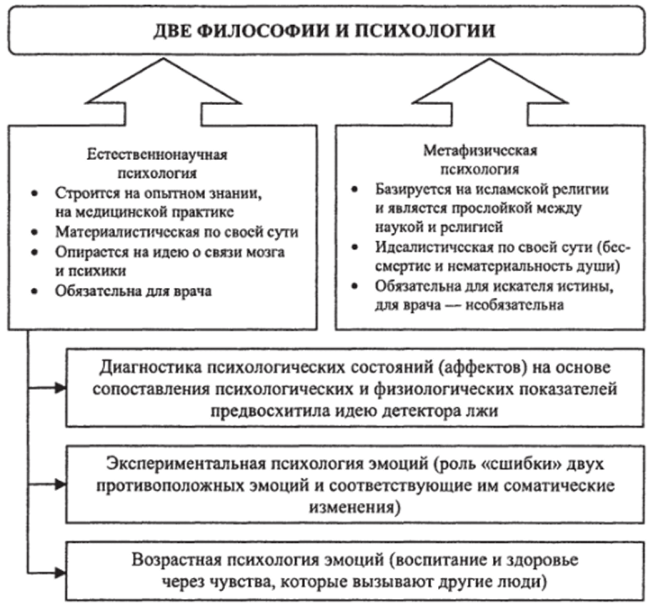 ДВЕ ФИЛОСОФИИ И ПСИХОЛОГИИ
Естественнонаучная
психология
• Строится на опытном знании,
на медицинской практике
• Материалистическая по своей сути
• Опирается на идею о связи мозга
и психики
• Обязательна для врача
Метафизическая
психология
• Базируется на исламской религии
и является прослойкой между
наукой и религией
• Идеалистическая по своей сути (бес-
смертие и нематериальность души)
• Обязательна для искателя истины,
для врача — необязательна
Диагностика психологических состояний (аффектов) на основе
сопоставления психологических и физиологических показателей
предвосхитила идею детектора лжи
Экспериментальная психология эмоций (роль «сшибки» двух
противоположных эмоций и соответствующие им соматические
изменения)
Возрастная психология эмоций (воспитание и здоровье
через чувства, которые вызывают другие люди)